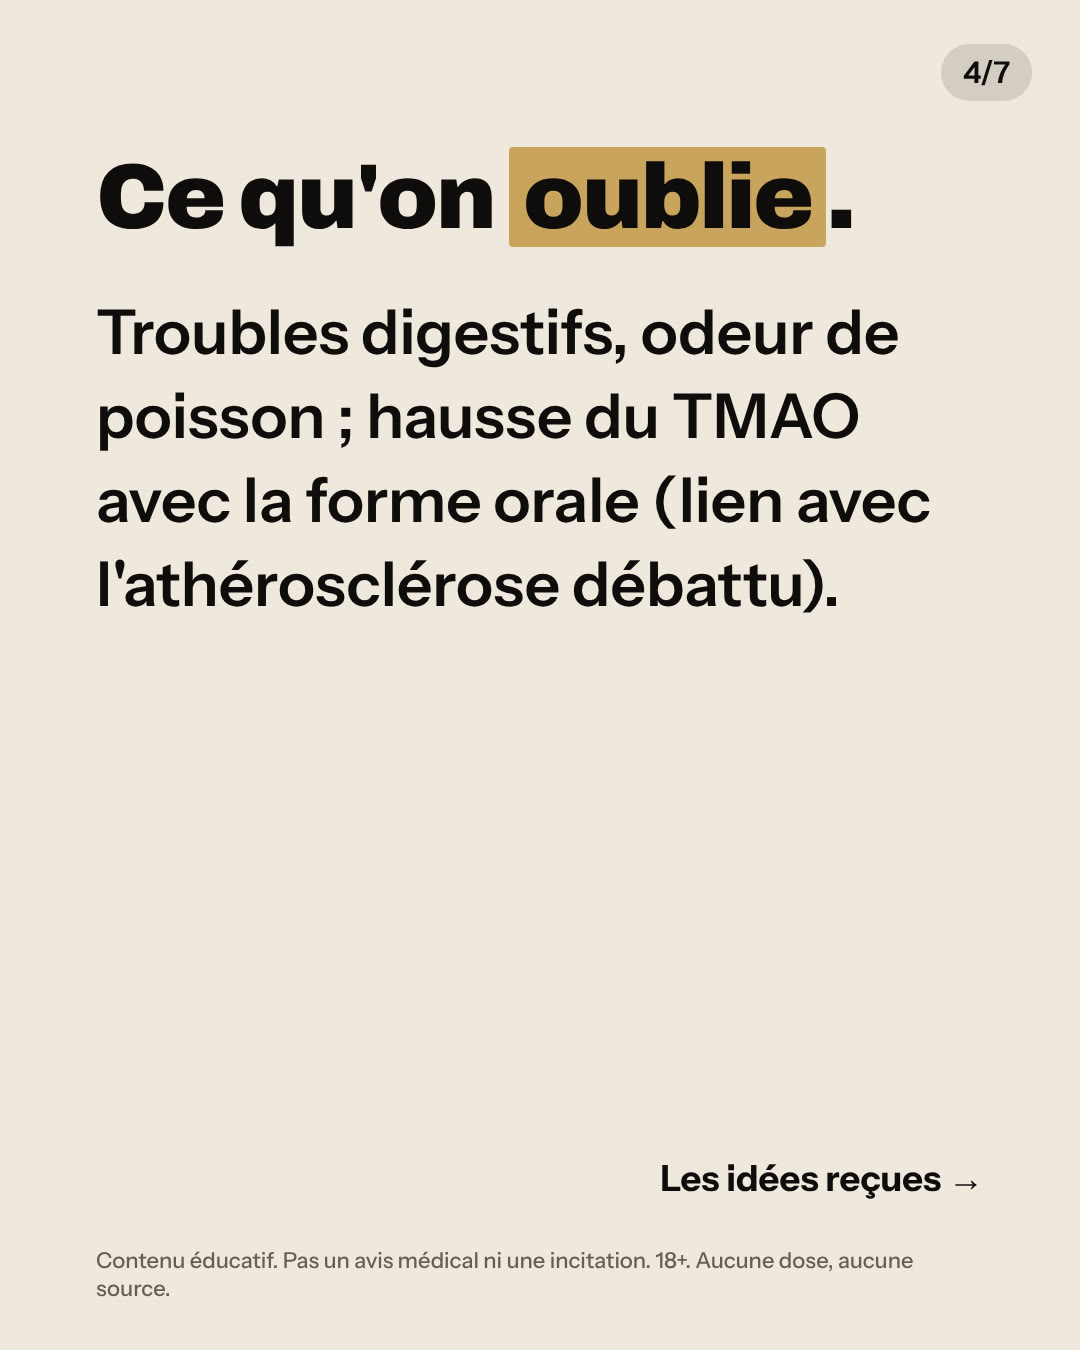 4/7
Ce qu'on oublie.
Troubles digestifs, odeur de
poisson ; hausse du TMAO
avec la forme orale (lien avec
l'athérosclérose débattu).
Les idées reçues →
Contenu éducatif. Pas un avis médical ni une incitation. 18+. Aucune dose, aucune
source.